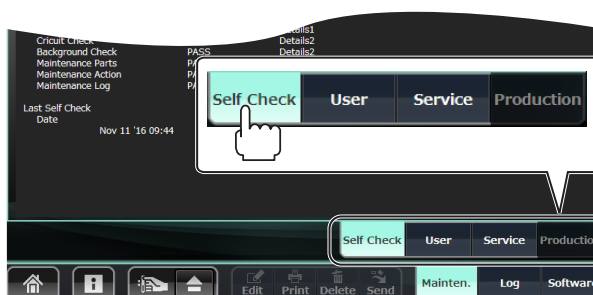 Details1
Cricuit Check Details2
Background Check PASS Details2
Maintenance Parts
Maintenance Action
Maintenance Log
Last Self Check
Date
Nov 11 '16 09:44
Self Check User Service Production
Self Check User Service Productio
Edit Print Delete Send Mainten. Log Software